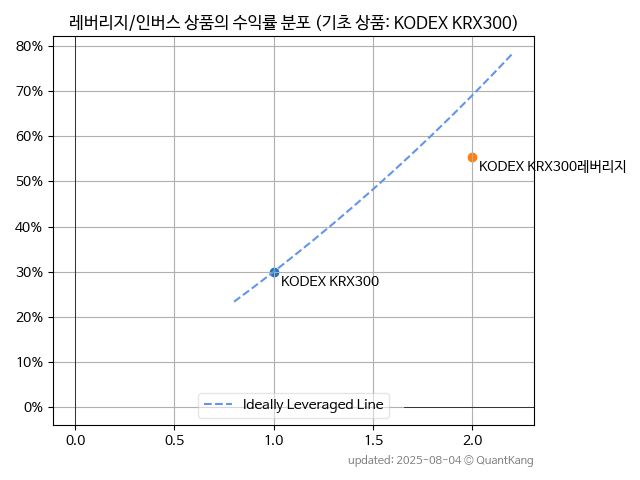 레버리지/인버스 상품의 수익률 분포 (기초 상품: KODEX KRX300)
80%
70%
60%
50%
40%
30%
20%
10%
0%
KODEX KRX300레버리지
KODEX KRX300
Ideally Leveraged Line
0.0 0.5 1.0 1.5 2.0
updated: 2025-08-04 © QuantKang